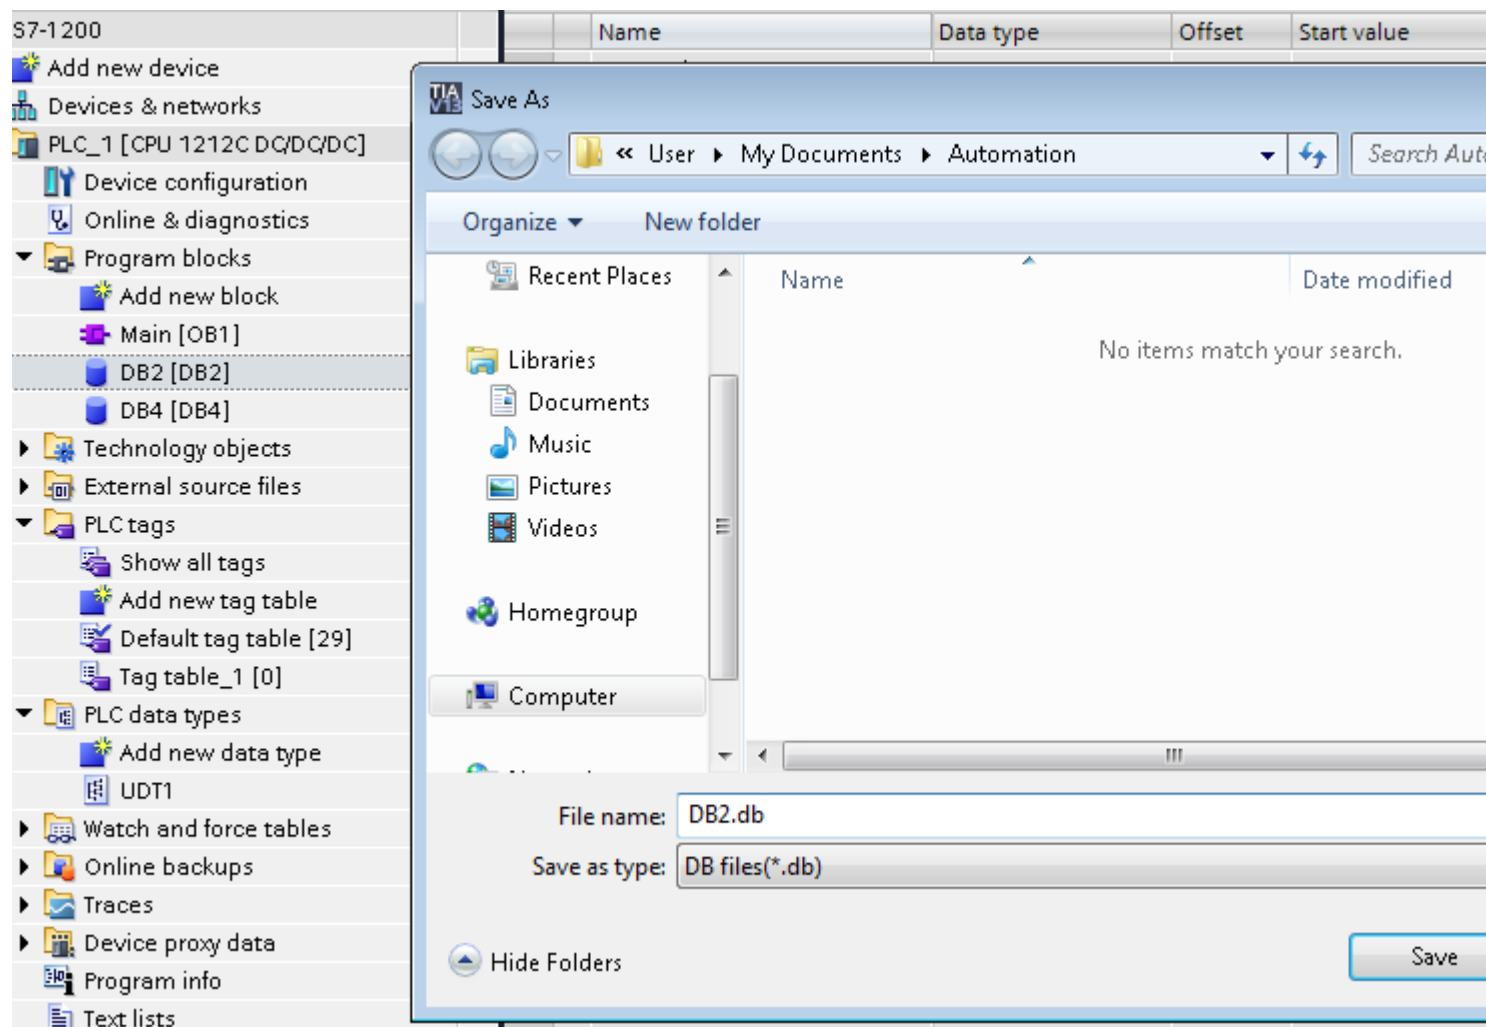 S7-1200
Name Data type Offset Start value
Add new device
Devices & networks
PLC_1 [CPU 1212C DC/DC/DC]
Device configuration
Online & diagnostics
Program blocks
Add new block
Main [OB1]
DB2 [DB2]
DB4 [DB4]
Technology objects
External source files
PLC tags
Show all tags
Add new tag table
Default tag table [29]
Tag table_1 [0]
PLC data types
Add new data type
UDT1
Watch and force tables
Online backups
Traces
Device proxy data
Program info
Text lists
TIA V13 Save As
« User My Documents Automation
Search Auto
Organize New folder
Recent Places
Libraries
Documents
Music
Pictures
Videos
Homegroup
Computer
Name Date modified
No items match your search.
File name: DB2.db
Save as type: DB files(*.db)
Hide Folders
Save